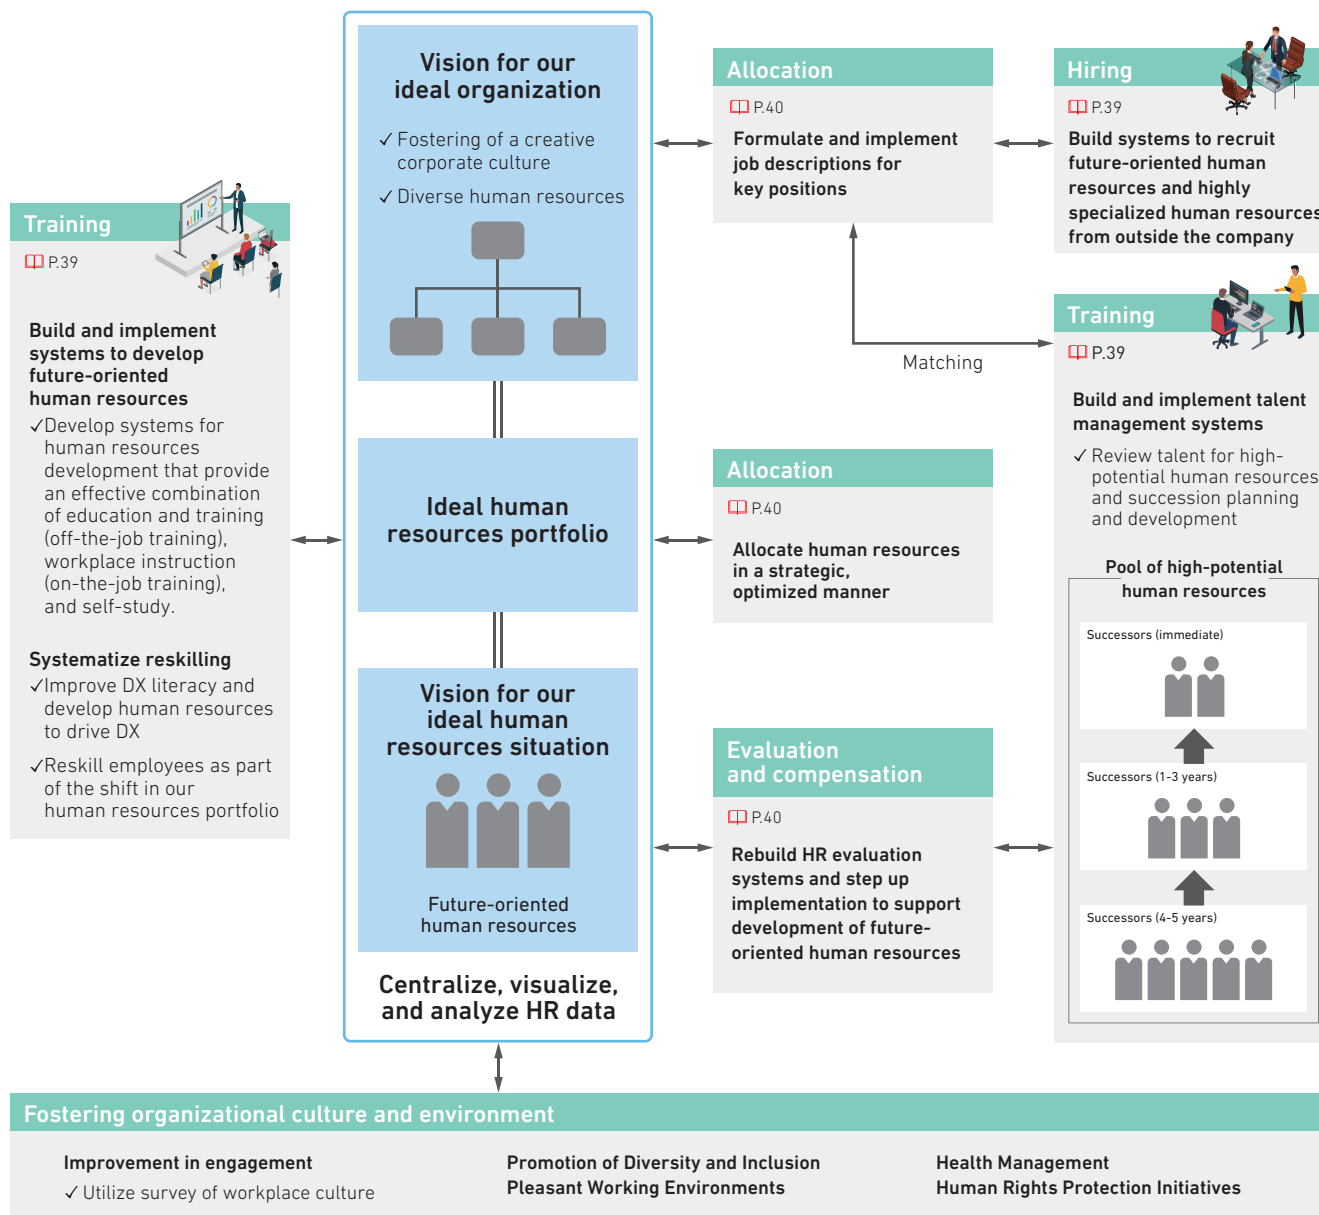 Training
P.39
Build and implement
systems to develop
future-oriented
human resources
✓Develop systems for
human resources
development that provide
an effective combination
of education and training
(off-the-job training),
workplace instruction
(on-the-job training),
and self-study.
Systematize reskilling
✓Improve DX literacy and
develop human resources
to drive DX
✓Reskill employees as part
of the shift in our
human resources portfolio
Vision for our
ideal organization
✓ Fostering of a creative
corporate culture
✓ Diverse human resources
Ideal human
resources portfolio
Vision for our
ideal human
resources situation
Future-oriented
human resources
Centralize, visualize,
and analyze HR data
Allocation
P.40
Formulate and implement
job descriptions for
key positions
Matching
Allocation
P.40
Allocate human resources
in a strategic,
optimized manner
Evaluation
and compensation
P.40
Rebuild HR evaluation
systems and step up
implementation to support
development of future-
oriented human resources
Hiring
P.39
Build systems to recruit
future-oriented human
resources and highly
specialized human resources
from outside the company
Training
P.39
Build and implement talent
management systems
✓ Review talent for high-
potential human resources
and succession planning
and development
Pool of high-potential
human resources
Successors (immediate)
Successors (1-3 years)
Successors (4-5 years)
Fostering organizational culture and environment
Improvement in engagement
✓ Utilize survey of workplace culture
Promotion of Diversity and Inclusion
Pleasant Working Environments
Health Management
Human Rights Protection Initiatives